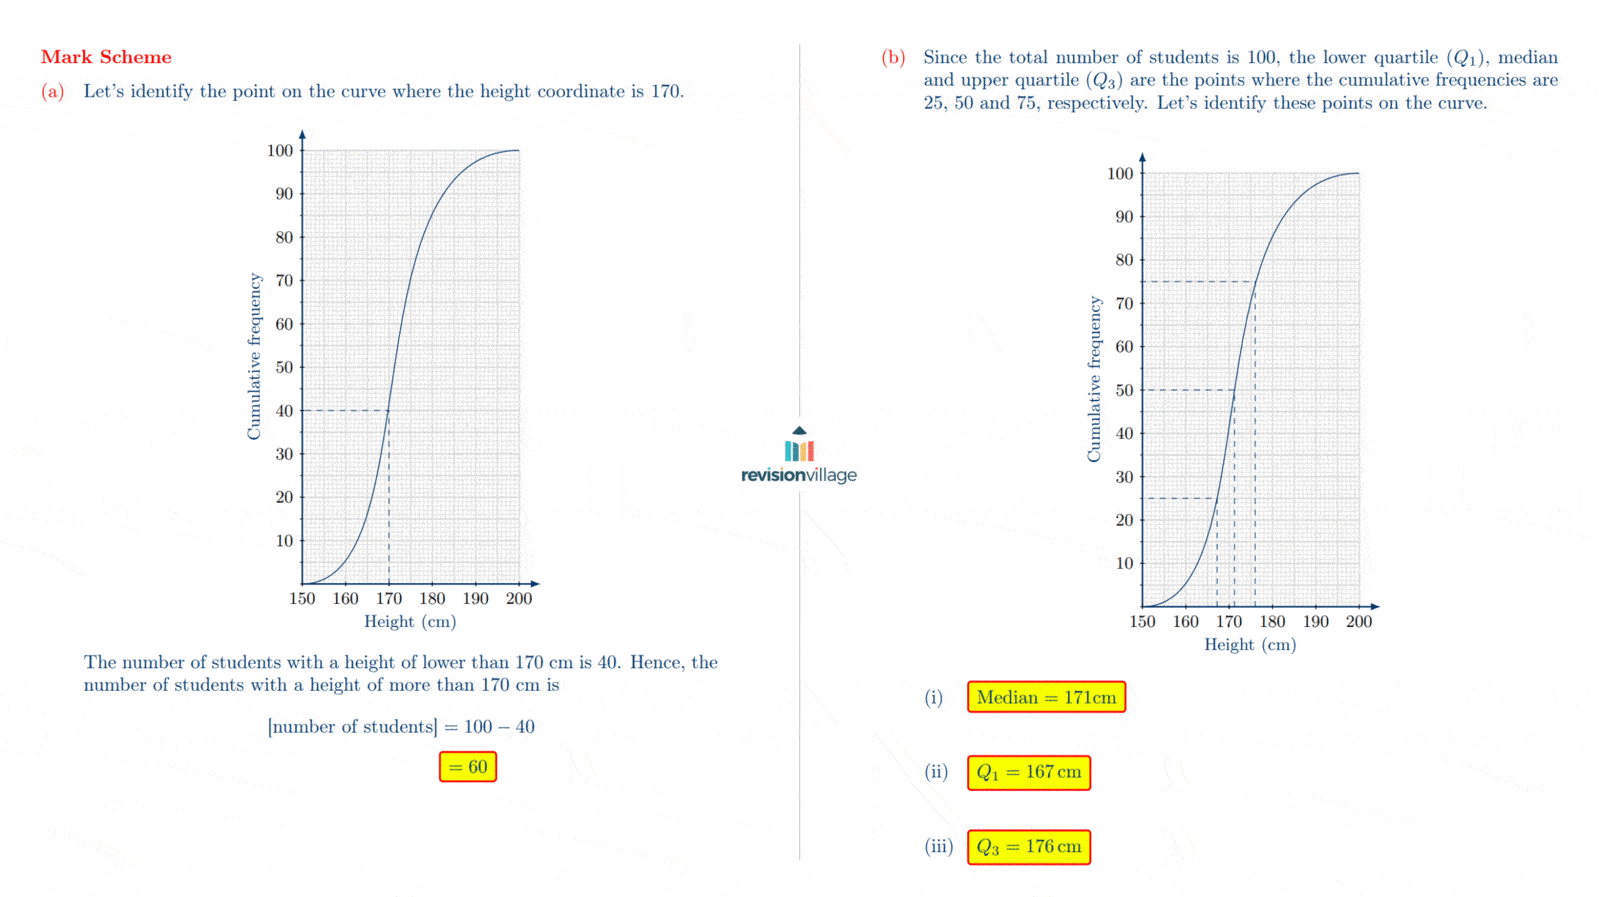 Mark Scheme
(a) Let's identify the point on the curve where the height coordinate is 170.
100
90
80
70
60
50
40
30
20
10
Cumulative frequency
150 160 170 180 190 200
Height (cm)
The number of students with a height of lower than 170 cm is 40. Hence, the
number of students with a height of more than 170 cm is
[number of students] = 100 − 40
= 60
revisionvillage
(b) Since the total number of students is 100, the lower quartile (Q₁), median
and upper quartile (Q₃) are the points where the cumulative frequencies are
25, 50 and 75, respectively. Let's identify these points on the curve.
100
90
80
70
60
50
40
30
20
10
Cumulative frequency
150 160 170 180 190 200
Height (cm)
(i) Median = 171cm
(ii) Q₁ = 167 cm
(iii) Q₃ = 176 cm